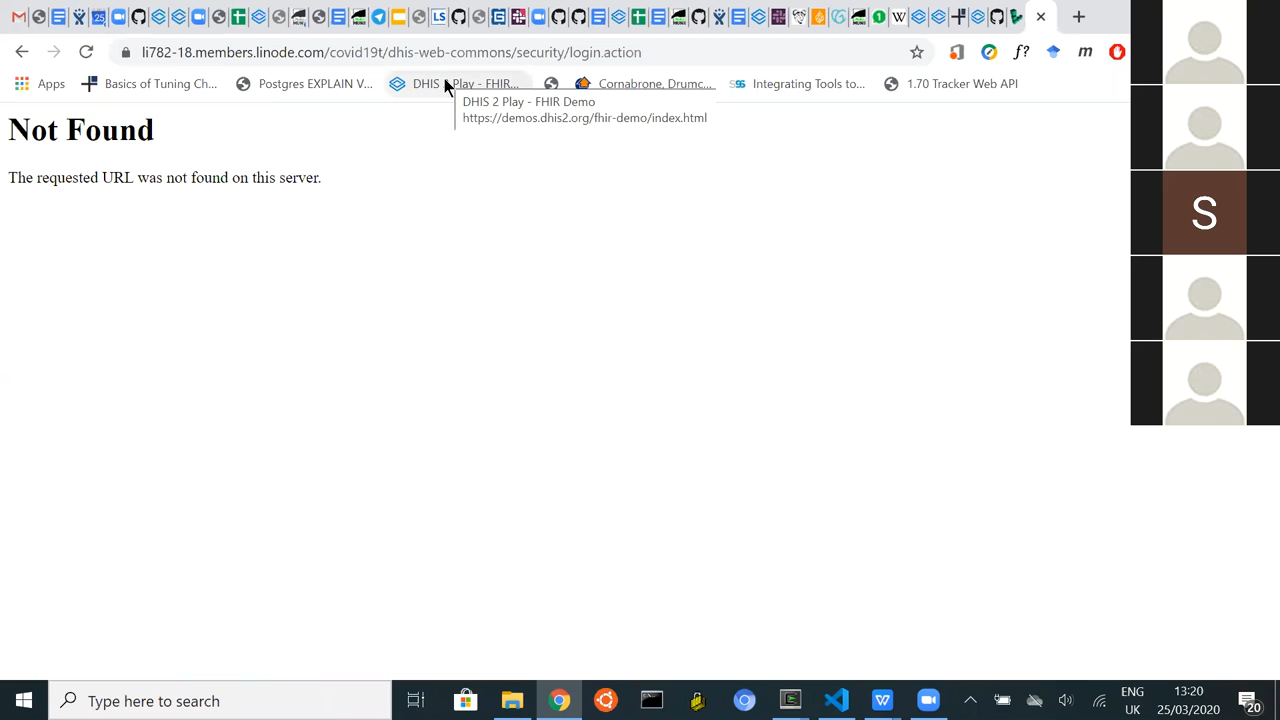 LS
1
W
li782-18.members.linode.com/covid19t/dhis-web-commons/security/login.action
f?
m
Apps
Basics of Tuning Ch...
Postgres EXPLAIN V...
DHIS 2 Play - FHIR...
Cornabrone, Drumc...
Integrating Tools to...
1.70 Tracker Web API
DHIS 2 Play - FHIR Demo
https://demos.dhis2.org/fhir-demo/index.html
Not Found
The requested URL was not found on this server.
S
Type here to search
ENG
UK
13:20
25/03/2020
20